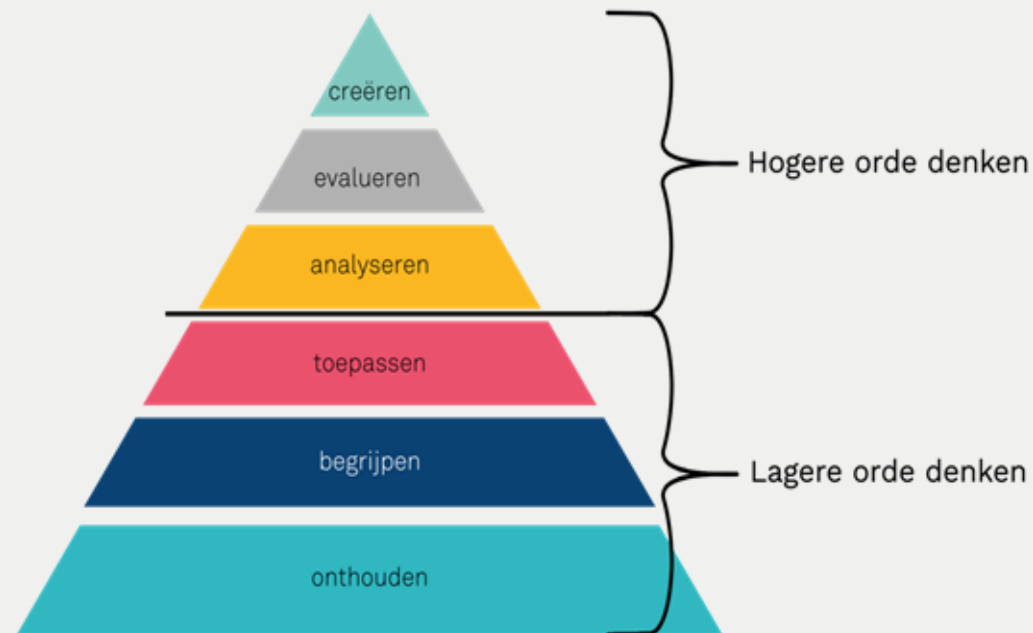 creëren
evalueren
Hogere orde denken
analyseren
toepassen
begrijpen
Lagere orde denken
onthouden